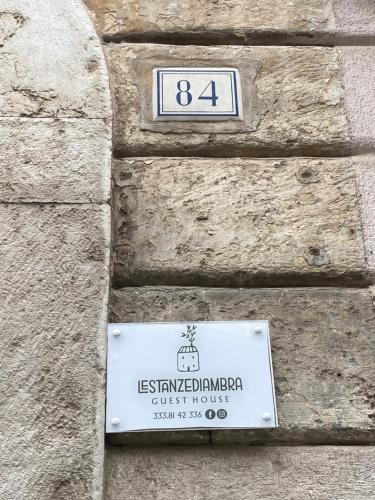 84
LESTANZEDIAMBRA
GUEST HOUSE
333.81 42 336